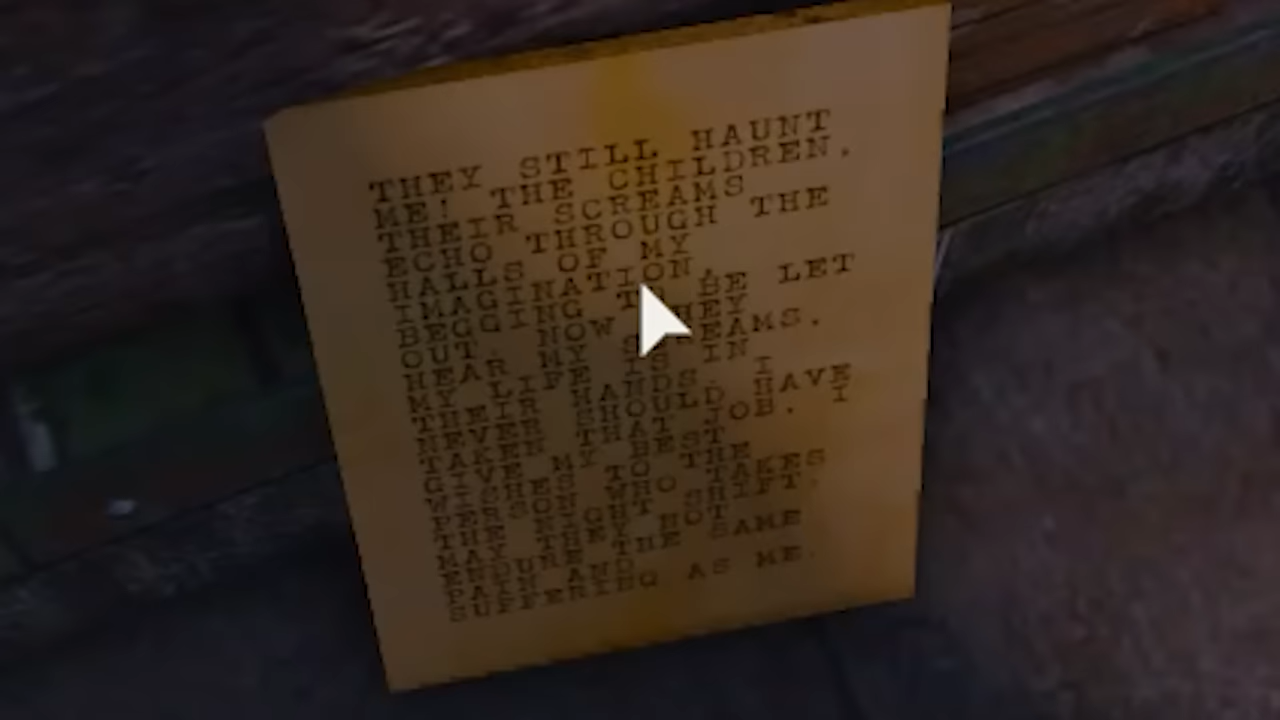 THEY STILL HAUNT
ME! THE CHILDREN,
THEIR SCREAMS
ECHO THROUGH THE
HALLS OF MY
IMAGINATION,
BEGGING TO BE LET
OUT. NOW THEY
HEAR MY SCREAMS.
MY LIFE IS IN
THEIR HANDS. I
NEVER SHOULD HAVE
TAKEN THAT JOB. I
GIVE MY BEST
WISHES TO THE
PERSON WHO TAKES
THE NIGHT SHIFT.
MAY THEY NOT
ENDURE THE SAME
PAIN AND
SUFFERING AS ME.